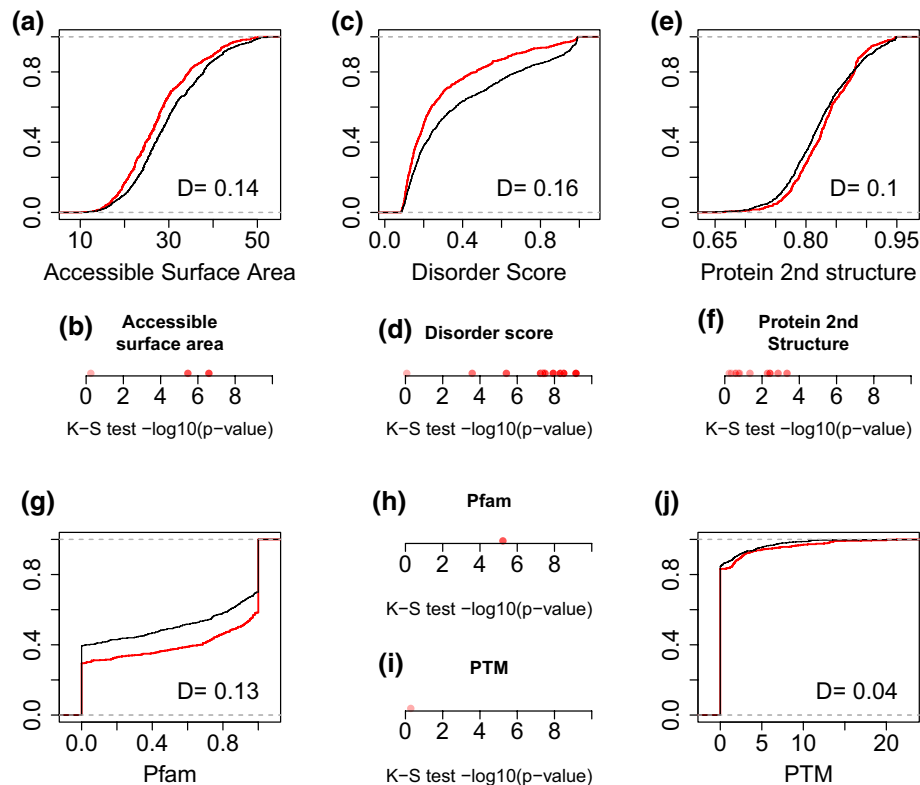 (a)
0.0 0.4 0.8
D= 0.14
10 30 50
Accessible Surface Area
(c)
0.0 0.4 0.8
D= 0.16
0.0 0.4 0.8
Disorder Score
(e)
0.0 0.4 0.8
D= 0.1
0.65 0.80 0.95
Protein 2nd structure
(b)
Accessible
surface area
0 2 4 6 8
K−S test −log10(p−value)
(d)
Disorder score
0 2 4 6 8
K−S test −log10(p−value)
(f)
Protein 2nd
Structure
0 2 4 6 8
K−S test −log10(p−value)
(g)
0.0 0.4 0.8
D= 0.13
0.0 0.4 0.8
Pfam
(h)
Pfam
0 2 4 6 8
K−S test −log10(p−value)
(i)
PTM
0 2 4 6 8
K−S test −log10(p−value)
(j)
0.0 0.4 0.8
D= 0.04
0 5 10 20
PTM